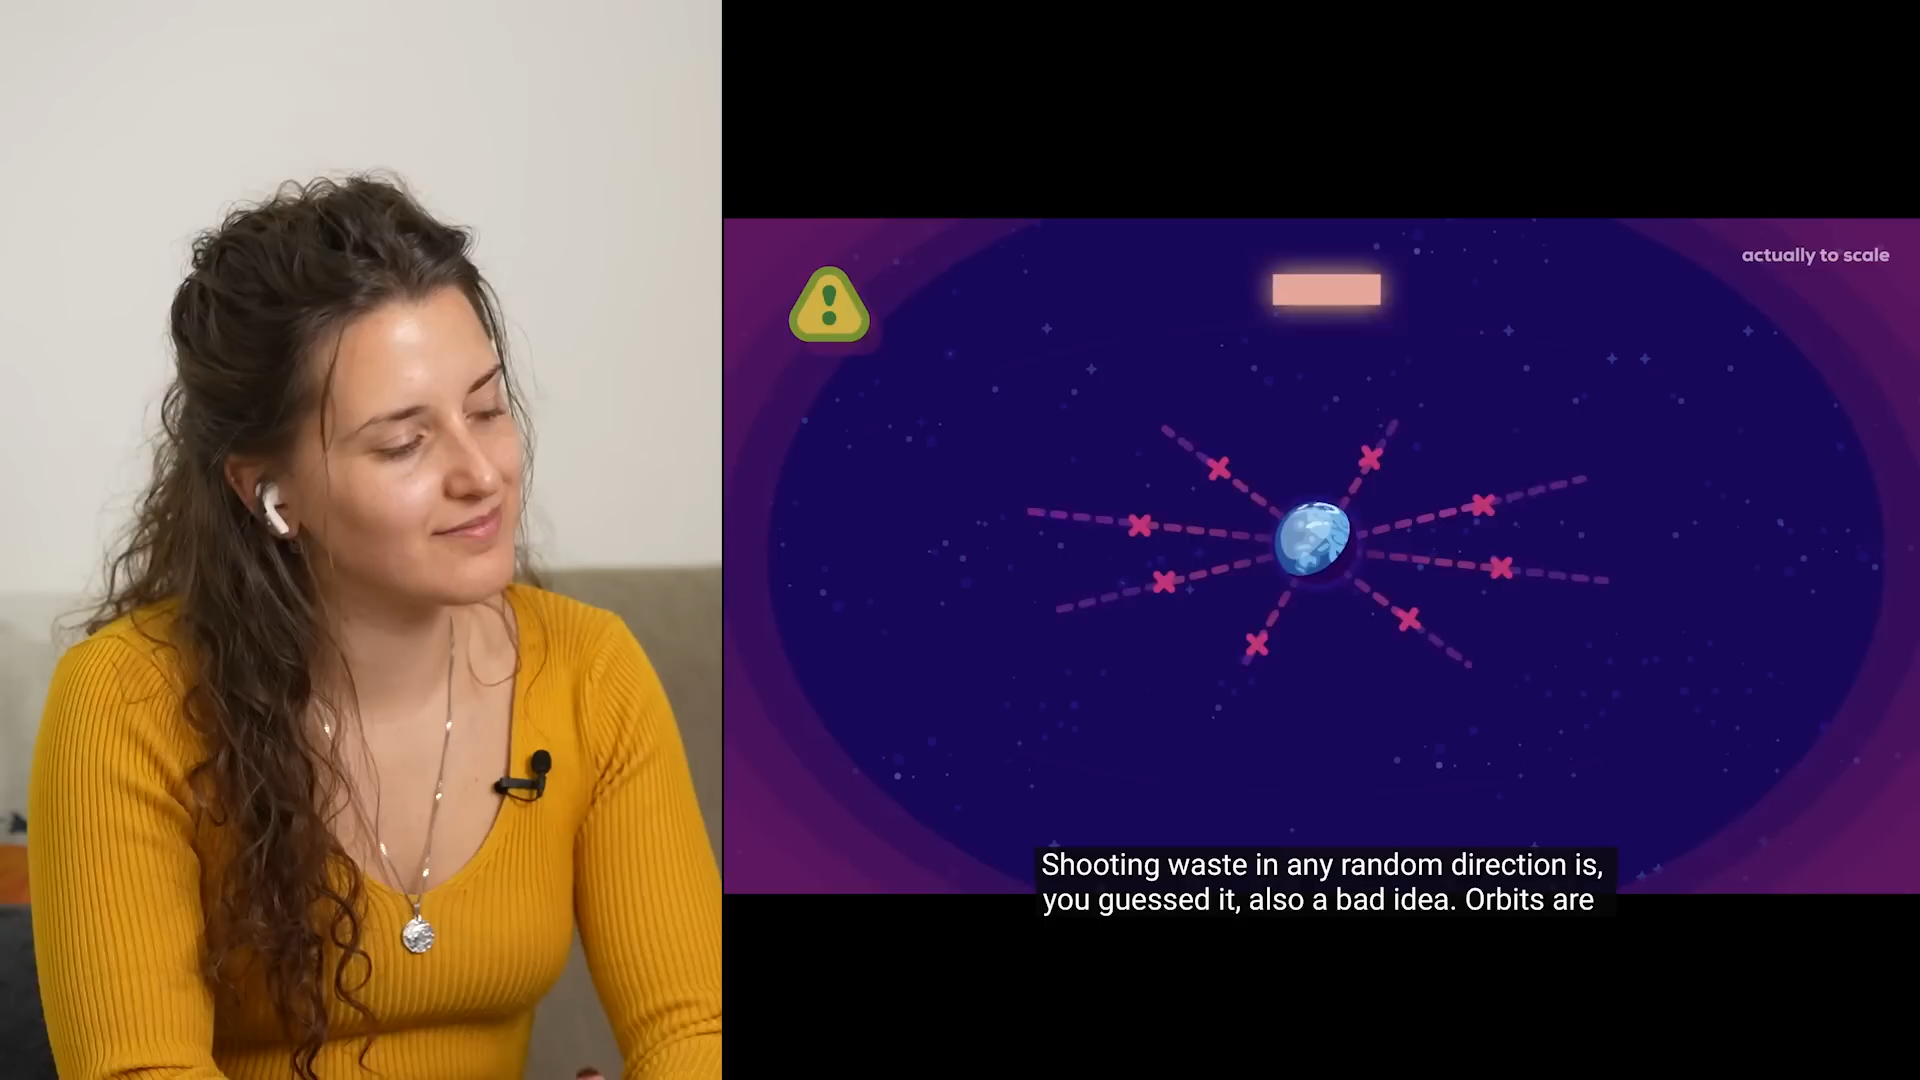 actually to scale
Shooting waste in any random direction is,
you guessed it, also a bad idea. Orbits are